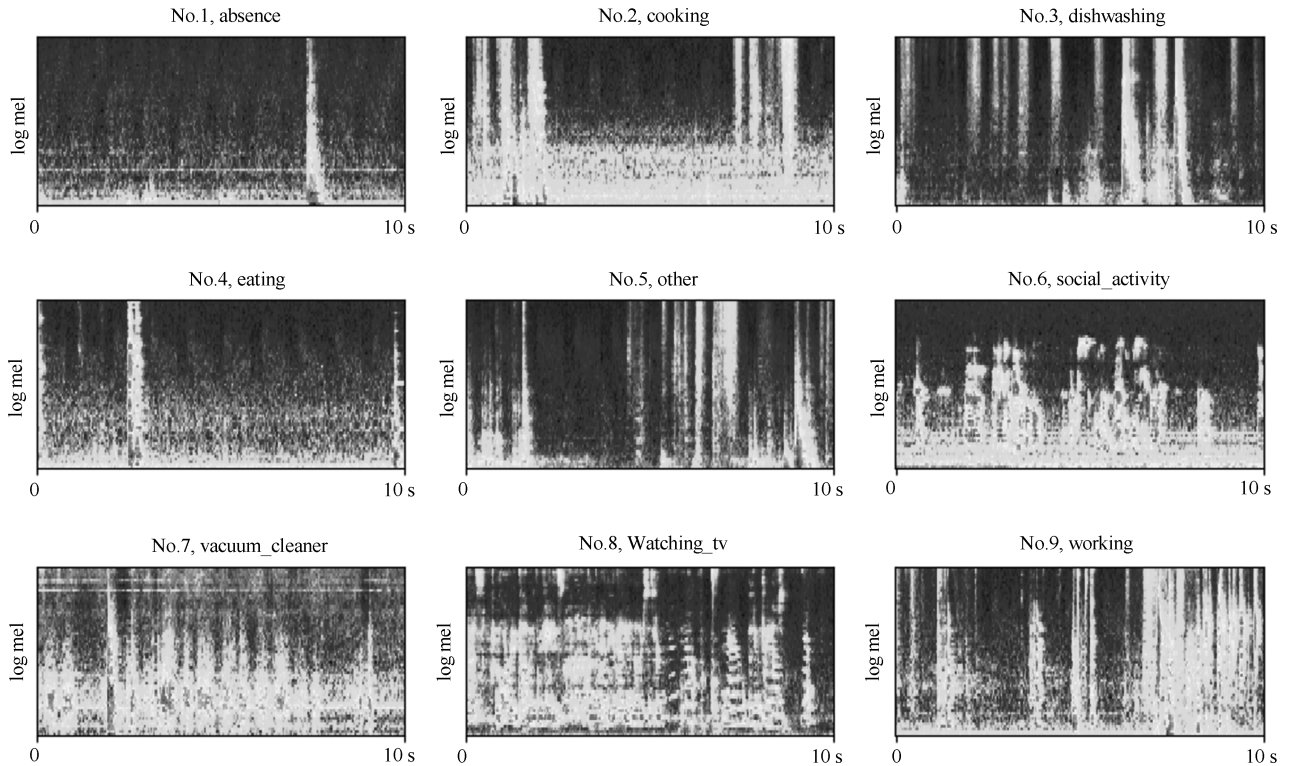 No.1, absence
No.2, cooking
No.3, dishwashing
log mel
log mel
log mel
0
10 s
0
10 s
0
10 s
No.4, eating
No.5, other
No.6, social_activity
log mel
log mel
log mel
0
10 s
0
10 s
0
10 s
No.7, vacuum_cleaner
No.8, Watching_tv
No.9, working
log mel
log mel
log mel
0
10 s
0
10 s
0
10 s